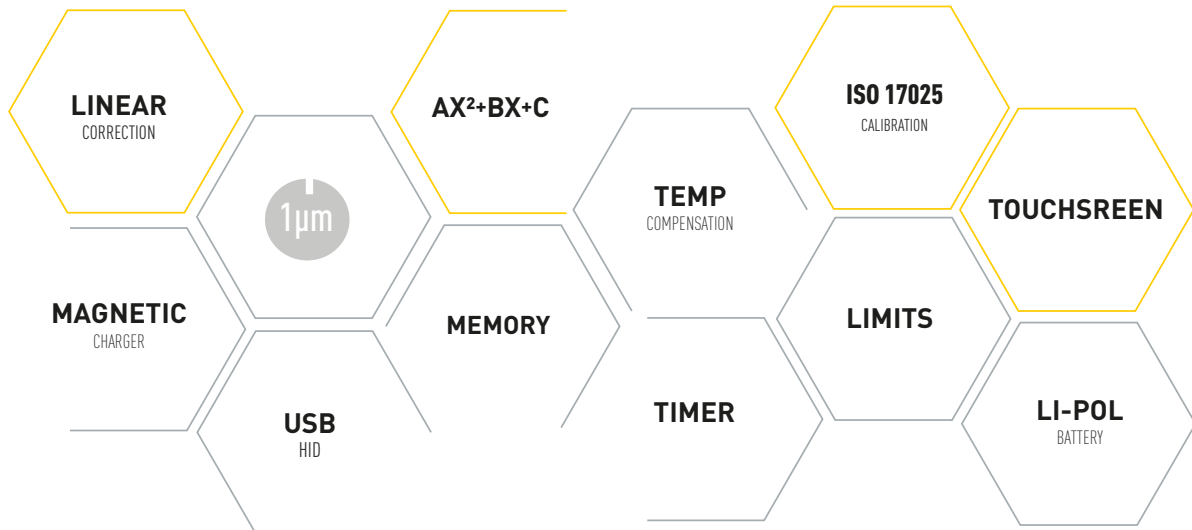 LINEAR
CORRECTION
AX²+BX+C
ISO 17025
CALIBRATION
1µm
TEMP
COMPENSATION
TOUCHSREEN
MAGNETIC
CHARGER
MEMORY
LIMITS
USB
HID
TIMER
LI-POL
BATTERY